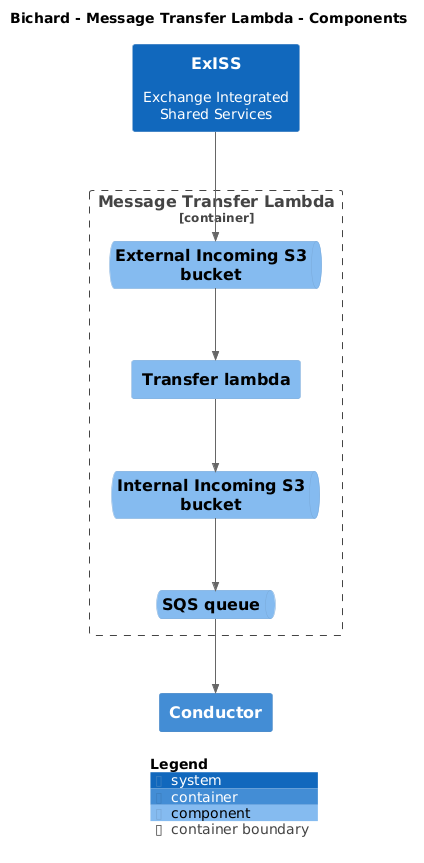 Bichard - Message Transfer Lambda - Components
ExISS
Exchange Integrated
Shared Services
Message Transfer Lambda
[container]
External Incoming S3
bucket
Transfer lambda
Internal Incoming S3
bucket
SQS queue
Conductor
Legend
system
container
component
container boundary